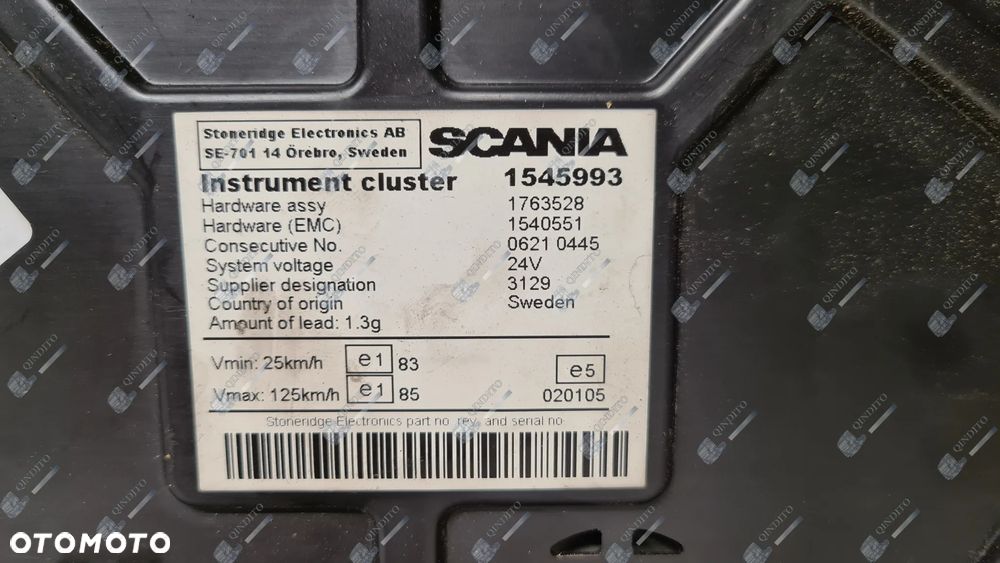 Stoneridge Electronics AB
SE-701 14 Örebro, Sweden
SCANIA
Instrument cluster 1545993
Hardware assy 1763528
Hardware (EMC) 1540551
Consecutive No. 0621 0445
System voltage 24V
Supplier designation 3129
Country of origin Sweden
Amount of lead: 1.3g
Vmin: 25km/h e1 83
e5
Vmax: 125km/h e1 85
020105
Stoneridge Electronics part no, rev, and serial no
OTOMOTO
QINDITO